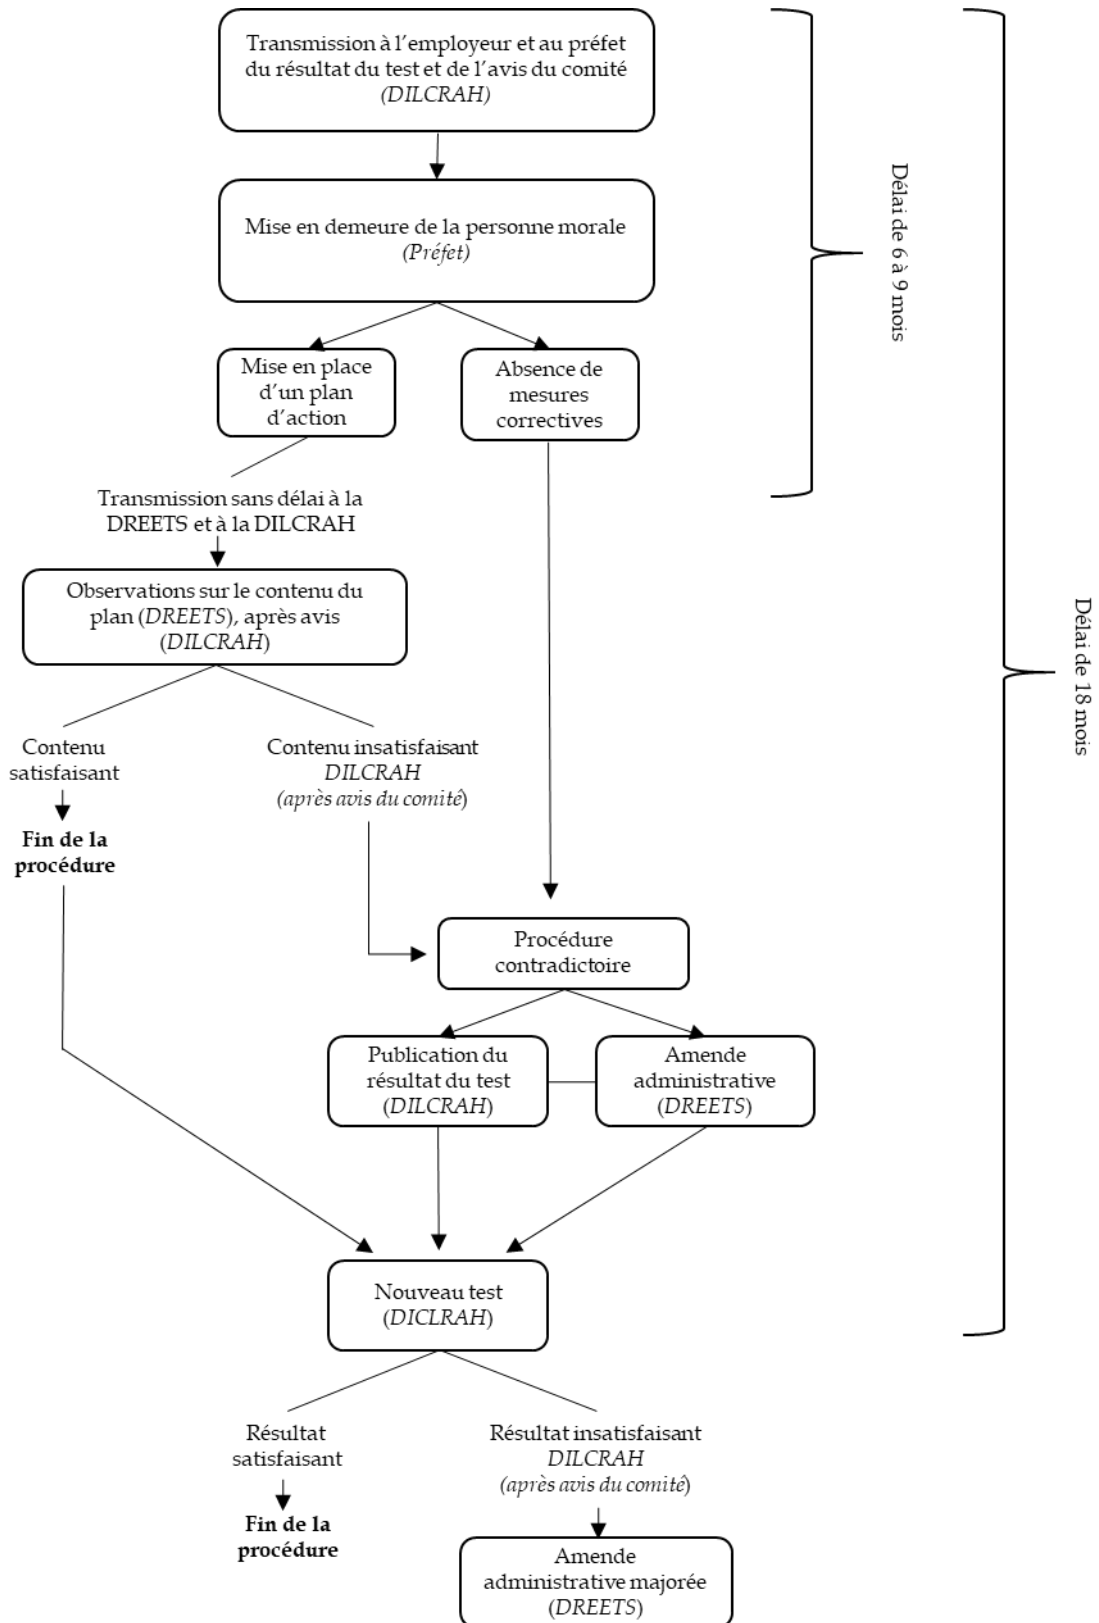 Transmission à l'employeur et au préfet
du résultat du test et de l'avis du comité
(DILCRAH)
Mise en demeure de la personne morale
(Préfet)
Délai de 6 à 9 mois
Mise en place
d'un plan
d'action
Absence de
mesures
correctives
Transmission sans délai à la
DREETS et à la DILCRAH
Observations sur le contenu du
plan (DREETS), après avis
(DILCRAH)
Délai de 18 mois
Contenu
satisfaisant
Fin de la
procédure
Contenu insatisfaisant
DILCRAH
(après avis du comité)
Procédure
contradictoire
Publication du
résultat du test
(DILCRAH)
Amende
administrative
(DREETS)
Nouveau test
(DICLRAH)
Résultat
satisfaisant
Fin de la
procédure
Résultat insatisfaisant
DILCRAH
(après avis du comité)
Amende
administrative majorée
(DREETS)